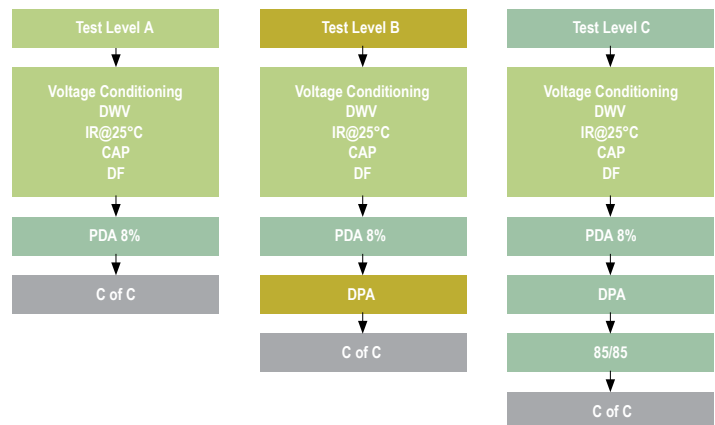 Test Level A
Voltage Conditioning
DWV
IR@25°C
CAP
DF
PDA 8%
C of C
Test Level B
Voltage Conditioning
DWV
IR@25°C
CAP
DF
PDA 8%
DPA
C of C
Test Level C
Voltage Conditioning
DWV
IR@25°C
CAP
DF
PDA 8%
DPA
85/85
C of C